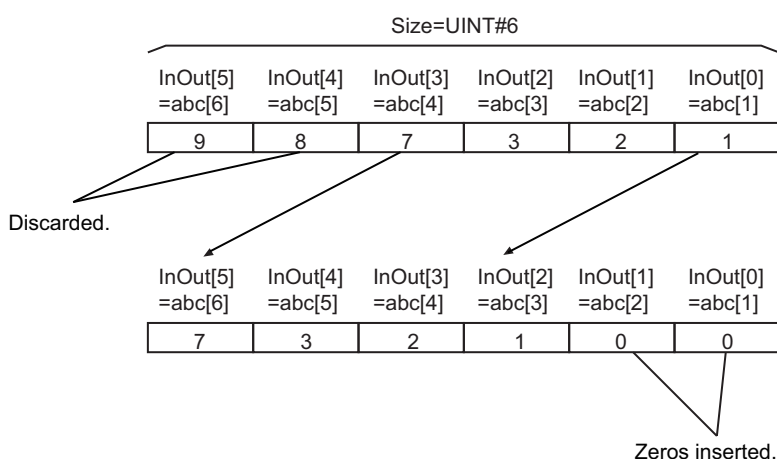 Size=UINT#6
InOut[5] InOut[4] InOut[3] InOut[2] InOut[1] InOut[0]
=abc[6] =abc[5] =abc[4] =abc[3] =abc[2] =abc[1]
9 8 7 3 2 1
Discarded.
InOut[5] InOut[4] InOut[3] InOut[2] InOut[1] InOut[0]
=abc[6] =abc[5] =abc[4] =abc[3] =abc[2] =abc[1]
7 3 2 1 0 0
Zeros inserted.